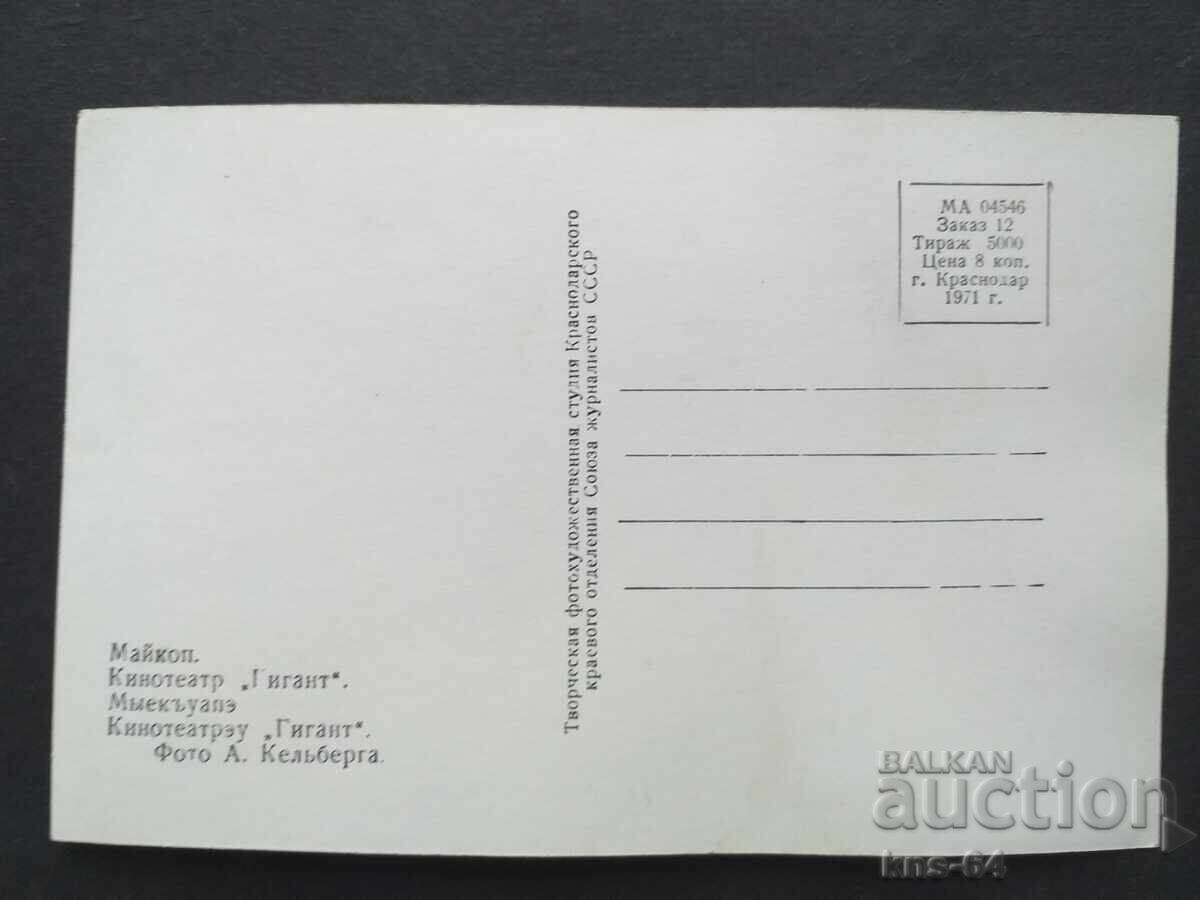 МА 04546
Заказ 12
Тираж 5000
Цена 8 коп.
г. Краснодар
1971 г.
Творческая фотохудожественная студия Краснодарского
краевого отделения Союза журналистов СССР
Майкоп.
Кинотеатр „Гигант“.
Мыекъуапэ
Кинотеатрэу „Гигант“.
Фото А. Кельберга.
BALKAN
auction
kns-64